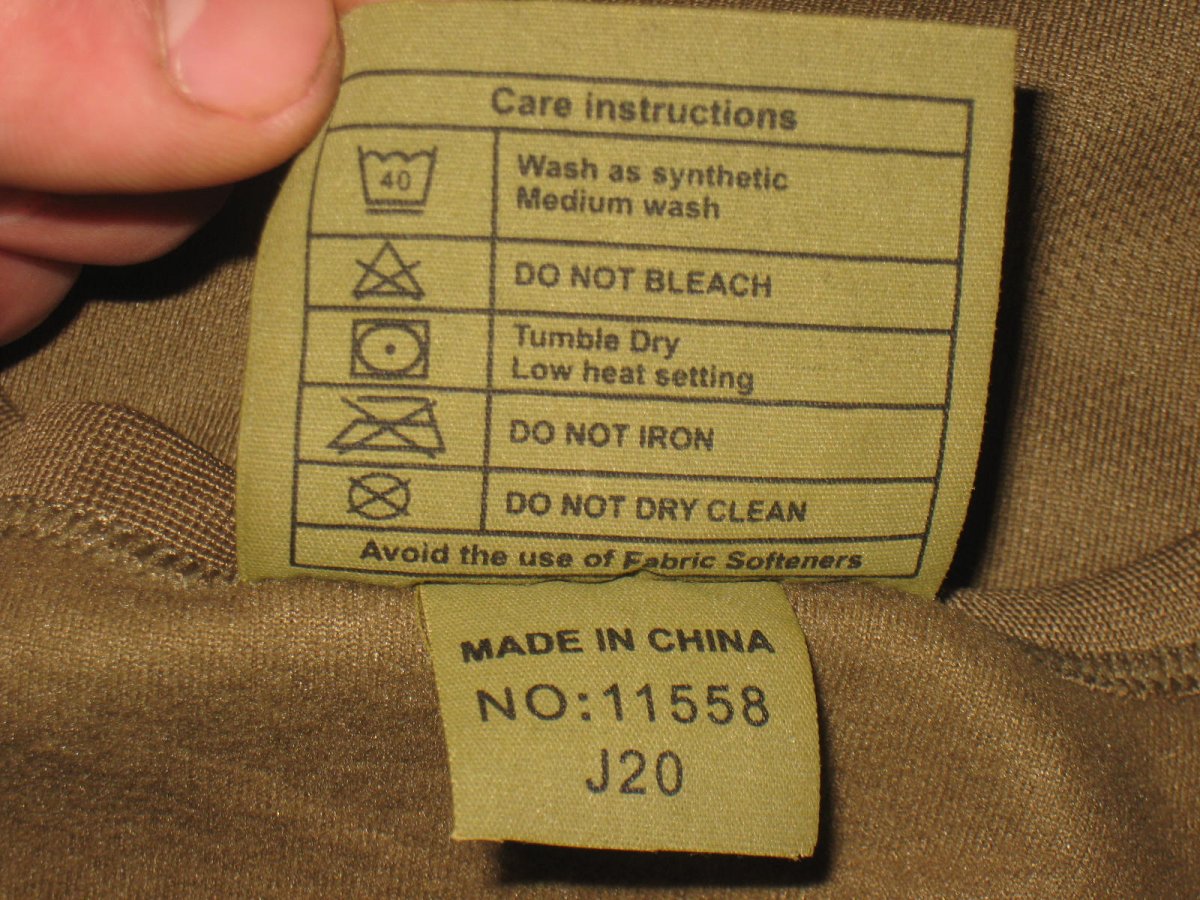 Care instructions
40
Wash as synthetic
Medium wash
DO NOT BLEACH
Tumble Dry
Low heat setting
DO NOT IRON
DO NOT DRY CLEAN
Avoid the use of Fabric Softeners
MADE IN CHINA
NO:11558
J20